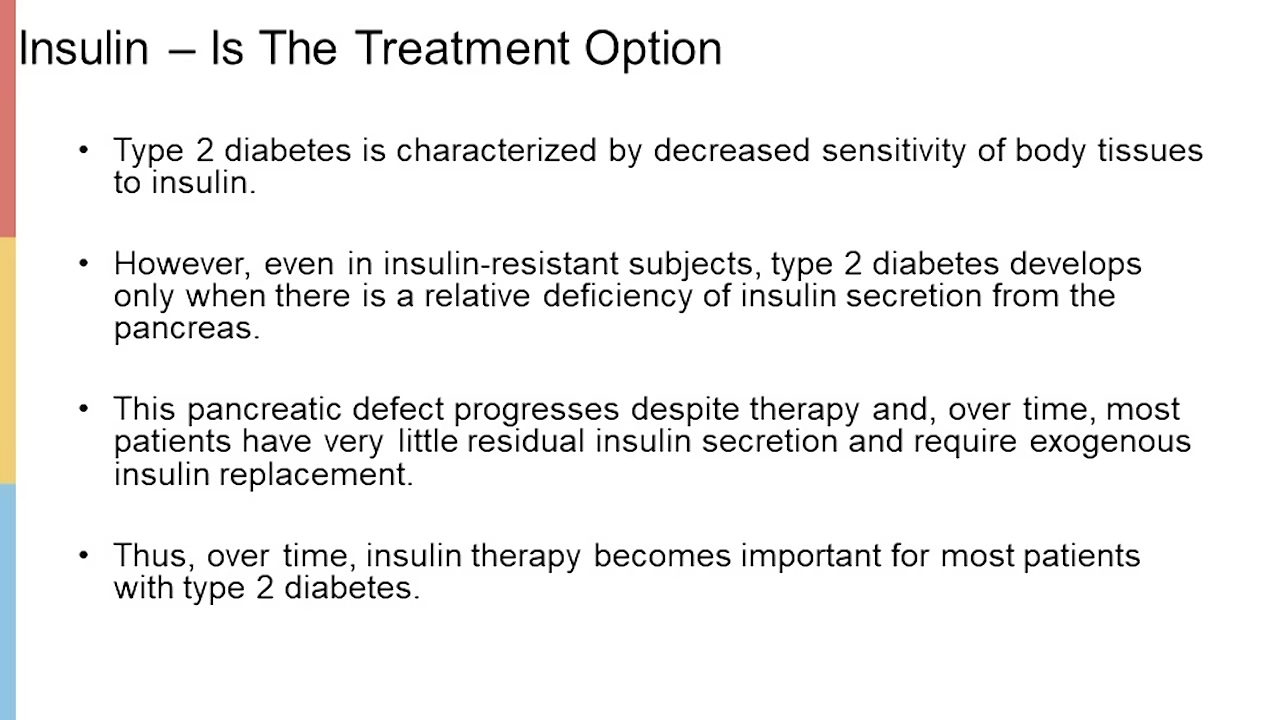 Insulin – Is The Treatment Option
• Type 2 diabetes is characterized by decreased sensitivity of body tissues
to insulin.
• However, even in insulin-resistant subjects, type 2 diabetes develops
only when there is a relative deficiency of insulin secretion from the
pancreas.
• This pancreatic defect progresses despite therapy and, over time, most
patients have very little residual insulin secretion and require exogenous
insulin replacement.
• Thus, over time, insulin therapy becomes important for most patients
with type 2 diabetes.